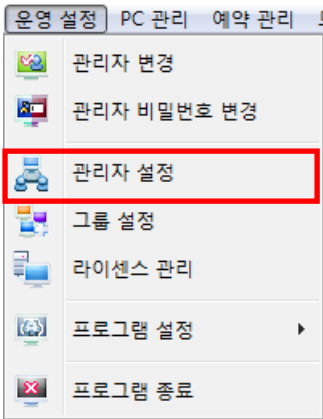 운영 설정 PC 관리 예약 관리
관리자 변경
관리자 비밀번호 변경
관리자 설정
그룹 설정
라이센스 관리
프로그램 설정
프로그램 종료